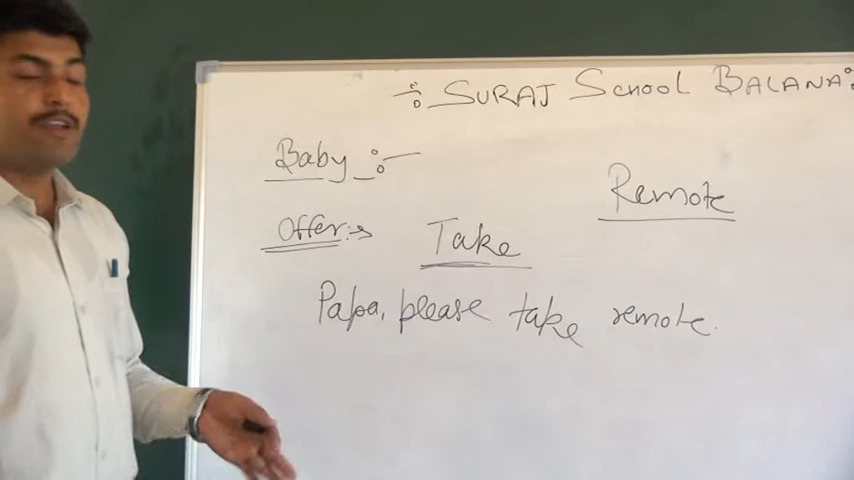 ÷ SURAJ SCHOOL BALANA÷
Baby :-
Remote
Offer :→
Take
Papa, please take remote.